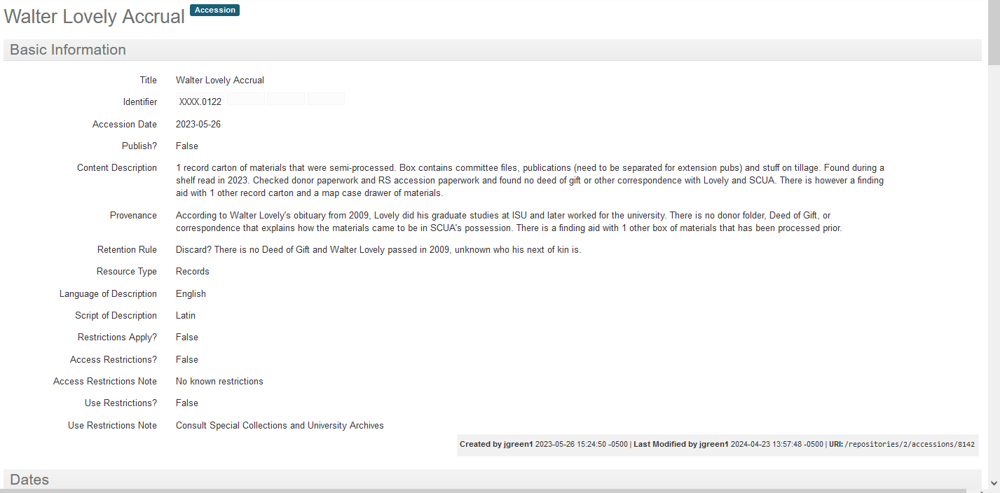 Walter Lovely Accrual Accession
Basic Information
Title Walter Lovely Accrual
Identifier XXXX.0122
Accession Date 2023-05-26
Publish? False
Content Description 1 record carton of materials that were semi-processed. Box contains committee files, publications (need to be separated for extension pubs) and stuff on tillage. Found during a
shelf read in 2023. Checked donor paperwork and RS accession paperwork and found no deed of gift or other correspondence with Lovely and SCUA. There is however a finding
aid with 1 other record carton and a map case drawer of materials.
Provenance According to Walter Lovely's obituary from 2009, Lovely did his graduate studies at ISU and later worked for the university. There is no donor folder, Deed of Gift, or
correspondence that explains how the materials came to be in SCUA's possession. There is a finding aid with 1 other box of materials that has been processed prior.
Retention Rule Discard? There is no Deed of Gift and Walter Lovely passed in 2009, unknown who his next of kin is.
Resource Type Records
Language of Description English
Script of Description Latin
Restrictions Apply? False
Access Restrictions? False
Access Restrictions Note No known restrictions
Use Restrictions? False
Use Restrictions Note Consult Special Collections and University Archives
Created by jgreen1 2023-05-26 15:24:50 -0500 | Last Modified by jgreen1 2024-04-23 13:57:48 -0500 | URI: /repositories/2/accessions/8142
Dates